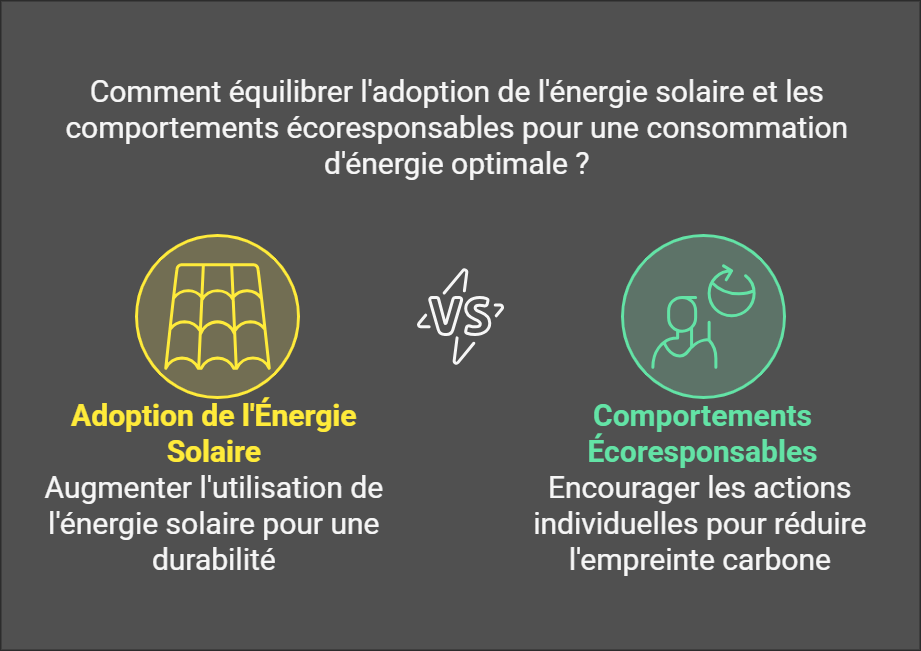 Comment équilibrer l'adoption de l'énergie solaire et les
comportements écoresponsables pour une consommation
d'énergie optimale ?
VS
Adoption de l'Énergie
Solaire
Augmenter l'utilisation de
l'énergie solaire pour une
durabilité
Comportements
Écoresponsables
Encourager les actions
individuelles pour réduire
l'empreinte carbone